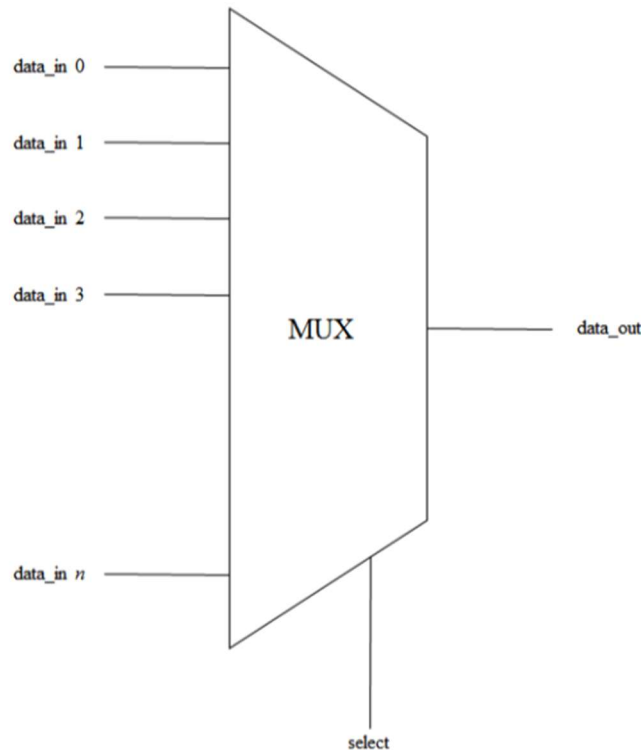 data_in 0
data_in 1
data_in 2
data_in 3
MUX
data_out
data_in n
select